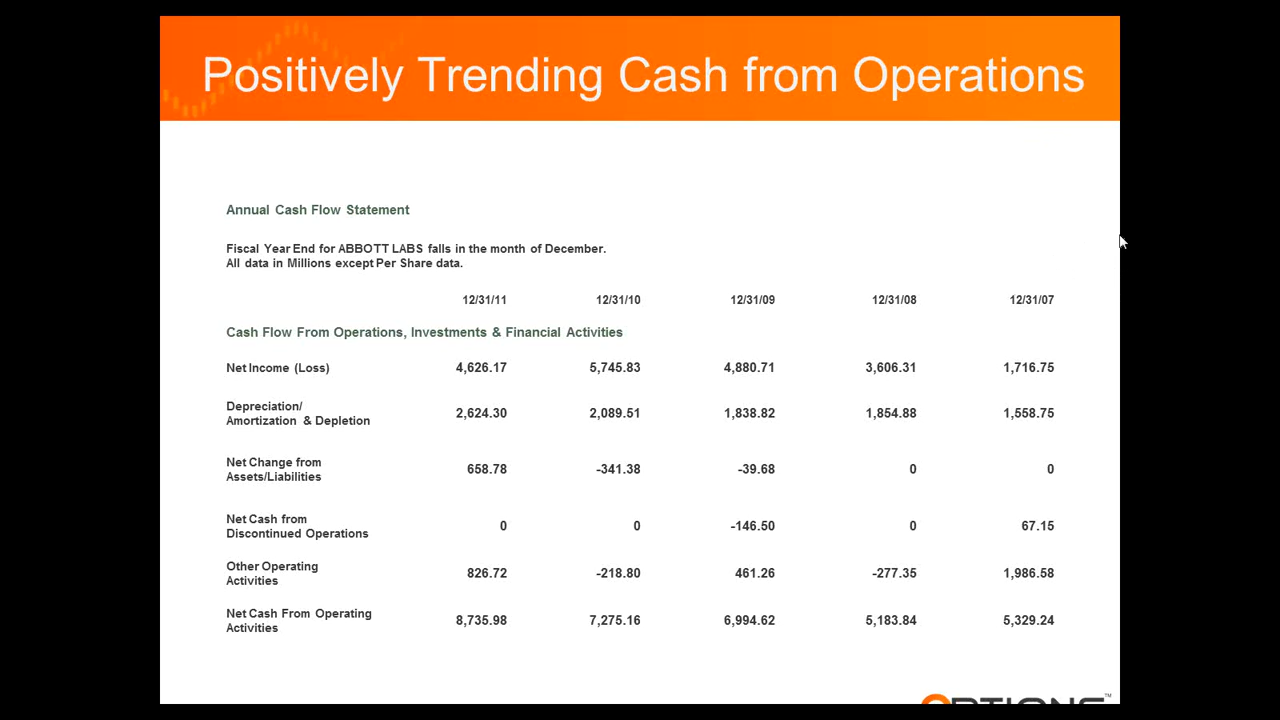 Positively Trending Cash from Operations
Annual Cash Flow Statement
Fiscal Year End for ABBOTT LABS falls in the month of December.
All data in Millions except Per Share data.
12/31/11 12/31/10 12/31/09 12/31/08 12/31/07
Cash Flow From Operations, Investments & Financial Activities
Net Income (Loss) 4,626.17 5,745.83 4,880.71 3,606.31 1,716.75
Depreciation/
Amortization & Depletion 2,624.30 2,089.51 1,838.82 1,854.88 1,558.75
Net Change from
Assets/Liabilities 658.78 -341.38 -39.68 0 0
Net Cash from
Discontinued Operations 0 0 -146.50 0 67.15
Other Operating
Activities 826.72 -218.80 461.26 -277.35 1,986.58
Net Cash From Operating
Activities 8,735.98 7,275.16 6,994.62 5,183.84 5,329.24
OPTIONS™